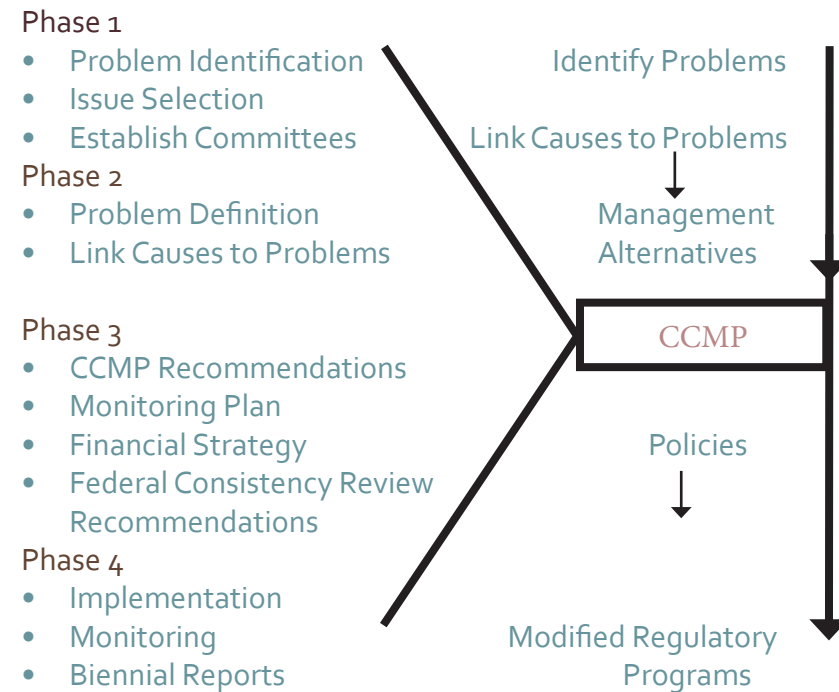 Phase 1
• Problem Identification
• Issue Selection
• Establish Committees
Phase 2
• Problem Definition
• Link Causes to Problems
Phase 3
• CCMP Recommendations
• Monitoring Plan
• Financial Strategy
• Federal Consistency Review
Recommendations
Phase 4
• Implementation
• Monitoring
• Biennial Reports
Identify Problems
Link Causes to Problems
Management
Alternatives
CCMP
Policies
Modified Regulatory
Programs